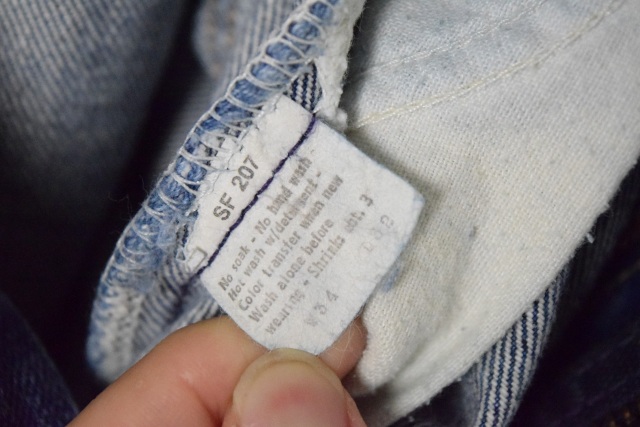 SF 207
No soak - No hand wash
Hot wash w/detergent -
Color transfer when new
Wash alone before
wearing - Shrinks abt. 3
W34